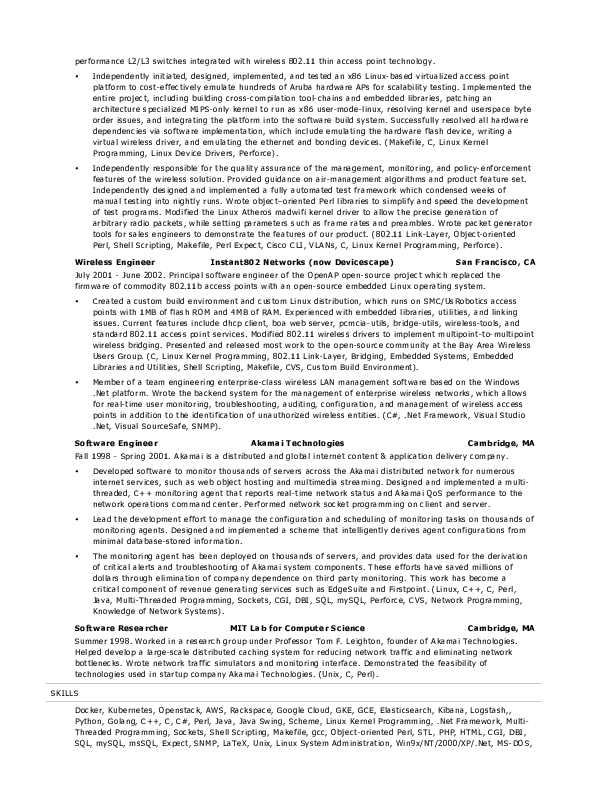 performance L2/L3 switches integrated with wireless 802.11 thin access point technology.
• Independently initiated, designed, implemented, and tested an x86 Linux-based virtualized access point
platform to cost-effectively emulate hundreds of Aruba hardware APs for scalability testing. Implemented the
entire project, including building cross-compilation tool-chains and embedded libraries, patching an
architecture specialized MIPS-only kernel to run as x86 user-mode-linux, resolving kernel and userspace byte
order issues, and integrating the platform into the software build system. Successfully resolved all hardware
dependencies via software implementation, which include emulating the hardware flash device, writing a
virtual wireless driver, and emulating the ethernet and bonding devices. (Makefile, C, Linux Kernel
Programming, Linux Device Drivers, Perforce).
• Independently responsible for the quality assurance of the management, monitoring, and policy-enforcement
features of the wireless solution. Provided guidance on air-management algorithms and product feature set.
Independently designed and implemented a fully automated test framework which condensed weeks of
manual testing into nightly runs. Wrote object-oriented Perl libraries to simplify and speed the development
of test programs. Modified the Linux Atheros madwifi kernel driver to allow the precise generation of
arbitrary radio packets, while setting parameters such as frame rates and preambles. Wrote packet generator
tools for sales engineers to demonstrate the features of our product. (802.11 Link-Layer, Object-oriented
Perl, Shell Scripting, Makefile, Perl Expect, Cisco CLI, VLANs, C, Linux Kernel Programming, Perforce).
Wireless Engineer Instant802 Networks (now Devicescape) San Francisco, CA
July 2001 - June 2002. Principal software engineer of the OpenAP open-source project which replaced the
firmware of commodity 802.11b access points with an open-source embedded Linux operating system.
• Created a custom build environment and custom Linux distribution, which runs on SMC/UsRobotics access
points with 1MB of flash ROM and 4MB of RAM. Experienced with embedded libraries, utilities, and linking
issues. Current features include dhcp client, boa web server, pcmcia-utils, bridge-utils, wireless-tools, and
standard 802.11 access point services. Modified 802.11 wireless drivers to implement multipoint-to-multipoint
wireless bridging. Presented and released most work to the open-source community at the Bay Area Wireless
Users Group. (C, Linux Kernel Programming, 802.11 Link-Layer, Bridging, Embedded Systems, Embedded
Libraries and Utilities, Shell Scripting, Makefile, CVS, Custom Build Environment).
• Member of a team engineering enterprise-class wireless LAN management software based on the Windows
.Net platform. Wrote the backend system for the management of enterprise wireless networks, which allows
for real-time user monitoring, troubleshooting, auditing, configuration, and management of wireless access
points in addition to the identification of unauthorized wireless entities. (C#, .Net Framework, Visual Studio
.Net, Visual SourceSafe, SNMP).
Software Engineer Akamai Technologies Cambridge, MA
Fall 1998 - Spring 2001. Akamai is a distributed and global internet content & application delivery company.
• Developed software to monitor thousands of servers across the Akamai distributed network for numerous
internet services, such as web object hosting and multimedia streaming. Designed and implemented a multi-
threaded, C++ monitoring agent that reports real-time network status and Akamai QoS performance to the
network operations command center. Performed network socket programming on client and server.
• Lead the development effort to manage the configuration and scheduling of monitoring tasks on thousands of
monitoring agents. Designed and implemented a scheme that intelligently derives agent configurations from
minimal database-stored information.
• The monitoring agent has been deployed on thousands of servers, and provides data used for the derivation
of critical alerts and troubleshooting of Akamai system components. These efforts have saved millions of
dollars through elimination of company dependence on third party monitoring. This work has become a
critical component of revenue generating services such as EdgeSuite and Firstpoint. (Linux, C++, C, Perl,
Java, Multi-Threaded Programming, Sockets, CGI, DBI, SQL, mySQL, Perforce, CVS, Network Programming,
Knowledge of Network Systems).
Software Researcher MIT Lab for Computer Science Cambridge, MA
Summer 1998. Worked in a research group under Professor Tom F. Leighton, founder of Akamai Technologies.
Helped develop a large-scale distributed caching system for reducing network traffic and eliminating network
bottlenecks. Wrote network traffic simulators and monitoring interface. Demonstrated the feasibility of
technologies used in startup company Akamai Technologies. (Unix, C, Perl).
SKILLS
Docker, Kubernetes, Openstack, AWS, Rackspace, Google Cloud, GKE, GCE, Elasticsearch, Kibana, Logstash,,
Python, Golang, C++, C, C#, Perl, Java, Java Swing, Scheme, Linux Kernel Programming, .Net Framework, Multi-
Threaded Programming, Sockets, Shell Scripting, Makefile, gcc, Object-oriented Perl, STL, PHP, HTML, CGI, DBI,
SQL, mySQL, msSQL, Expect, SNMP, LaTeX, Unix, Linux System Administration, Win9x/NT/2000/XP/.Net, MS-DOS,